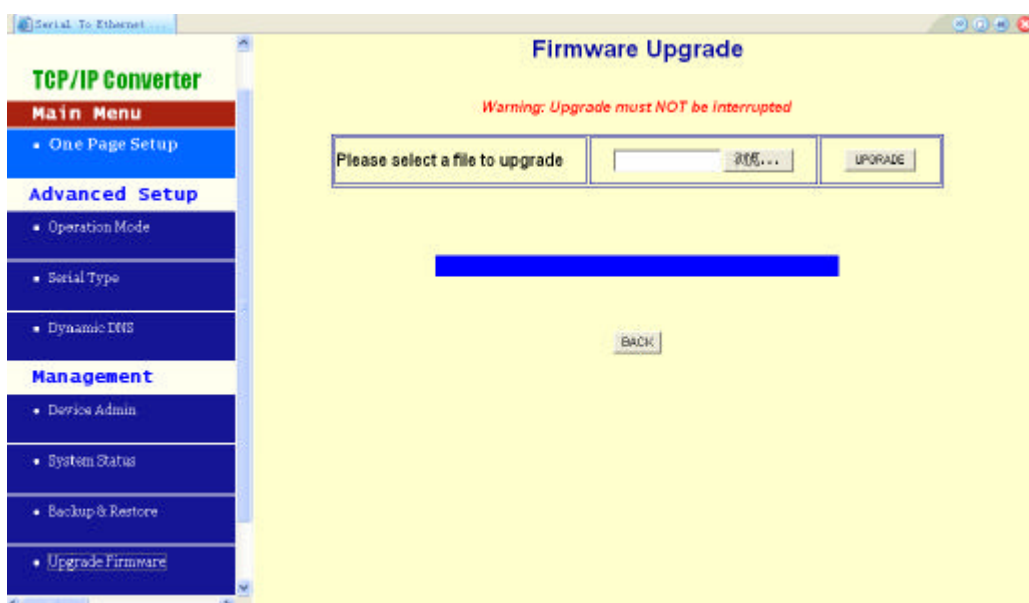 Serial To Ethernet ...
TCP/IP Converter
Main Menu
One Page Setup
Advanced Setup
Operation Mode
Serial Type
Dynamic DNS
Management
Device Admin
System Status
Backup & Restore
Upgrade Firmware
Firmware Upgrade
Warning: Upgrade must NOT be interrupted
Please select a file to upgrade
UPGRADE
BACK